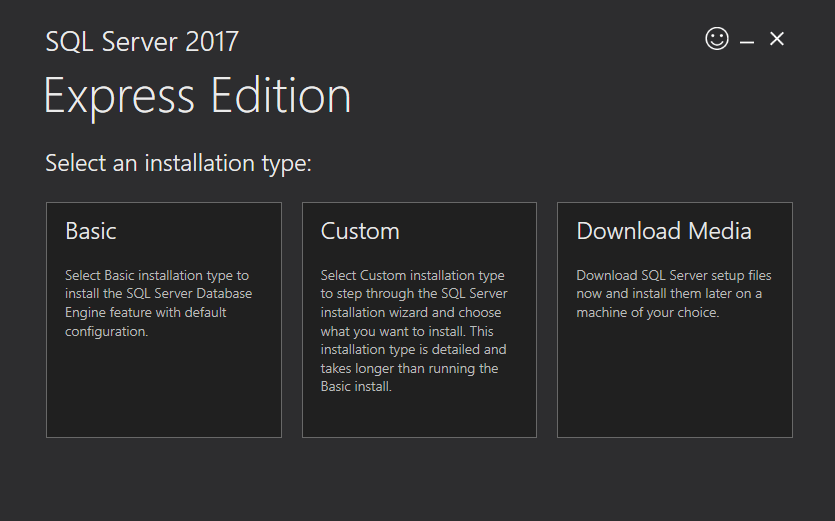 SQL Server 2017
Express Edition
Select an installation type:
Basic
Select Basic installation type to
install the SQL Server Database
Engine feature with default
configuration.
Custom
Select Custom installation type
to step through the SQL Server
installation wizard and choose
what you want to install. This
installation type is detailed and
takes longer than running the
Basic install.
Download Media
Download SQL Server setup files
now and install them later on a
machine of your choice.